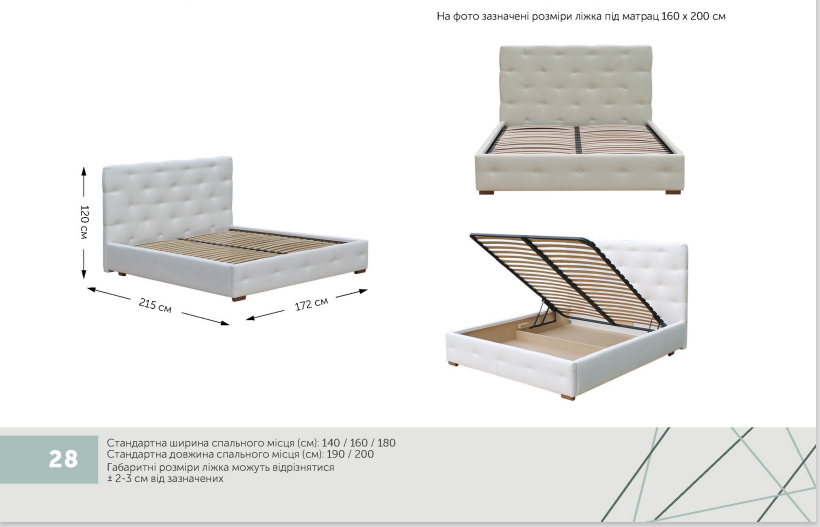 На фото зазначені розміри ліжка під матрац 160 х 200 см
120 см
215 см
172 см
28
Стандартна ширина спального місця (см): 140 / 160 / 180
Стандартна довжина спального місця (см): 190 / 200
Габаритні розміри ліжка можуть відрізнятися
± 2-3 см від зазначених